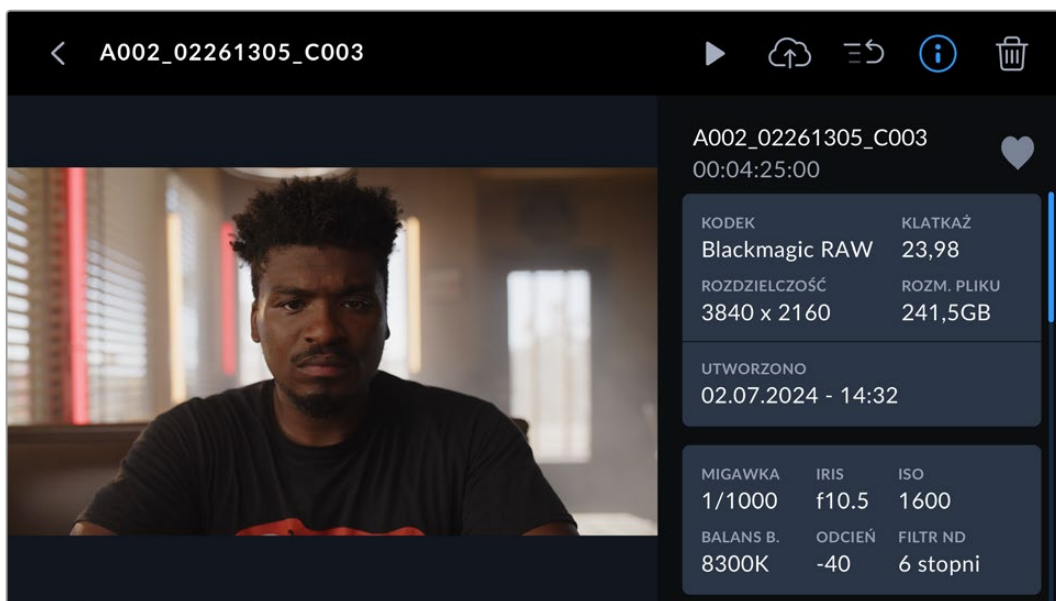 A002_02261305_C003
A002_02261305_C003
00:04:25:00
KODEK KLATKAŻ
Blackmagic RAW 23,98
ROZDZIELCZOŚĆ ROZM. PLIKU
3840 x 2160 241,5GB
UTWORZONO
02.07.2024 - 14:32
MIGAWKA IRIS ISO
1/1000 f10.5 1600
BALANS B. ODCIEŃ FILTR ND
8300K -40 6 stopni